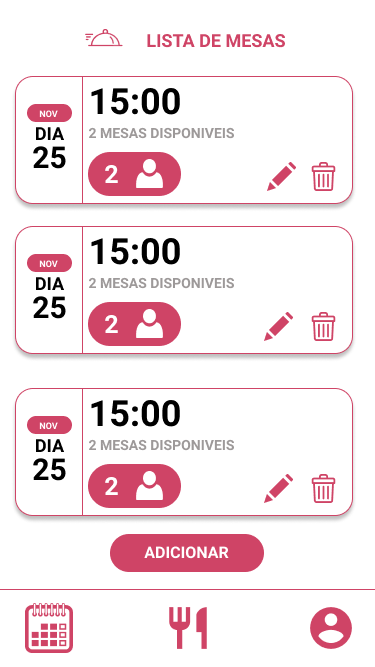 LISTA DE MESAS
NOV
DIA
25
15:00
2 MESAS DISPONIVEIS
2
NOV
DIA
25
15:00
2 MESAS DISPONIVEIS
2
NOV
DIA
25
15:00
2 MESAS DISPONIVEIS
2
ADICIONAR